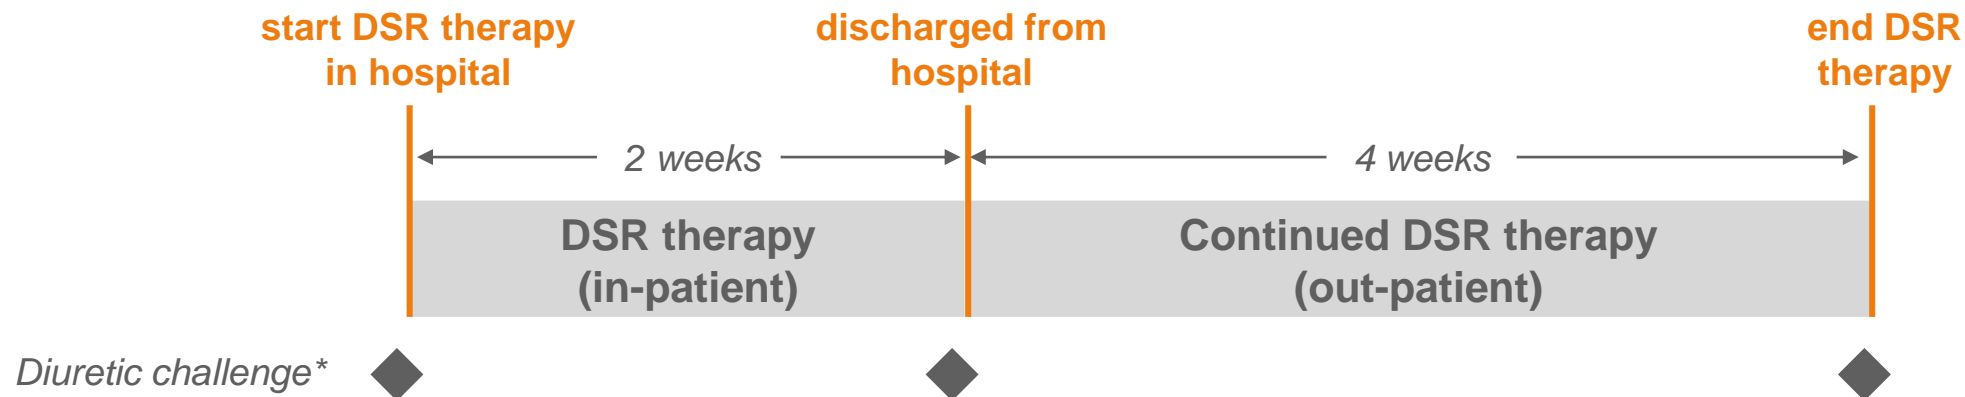 start DSR therapy
in hospital
discharged from
hospital
end DSR
therapy
2 weeks
4 weeks
DSR therapy
(in-patient)
Continued DSR therapy
(out-patient)
Diuretic challenge*